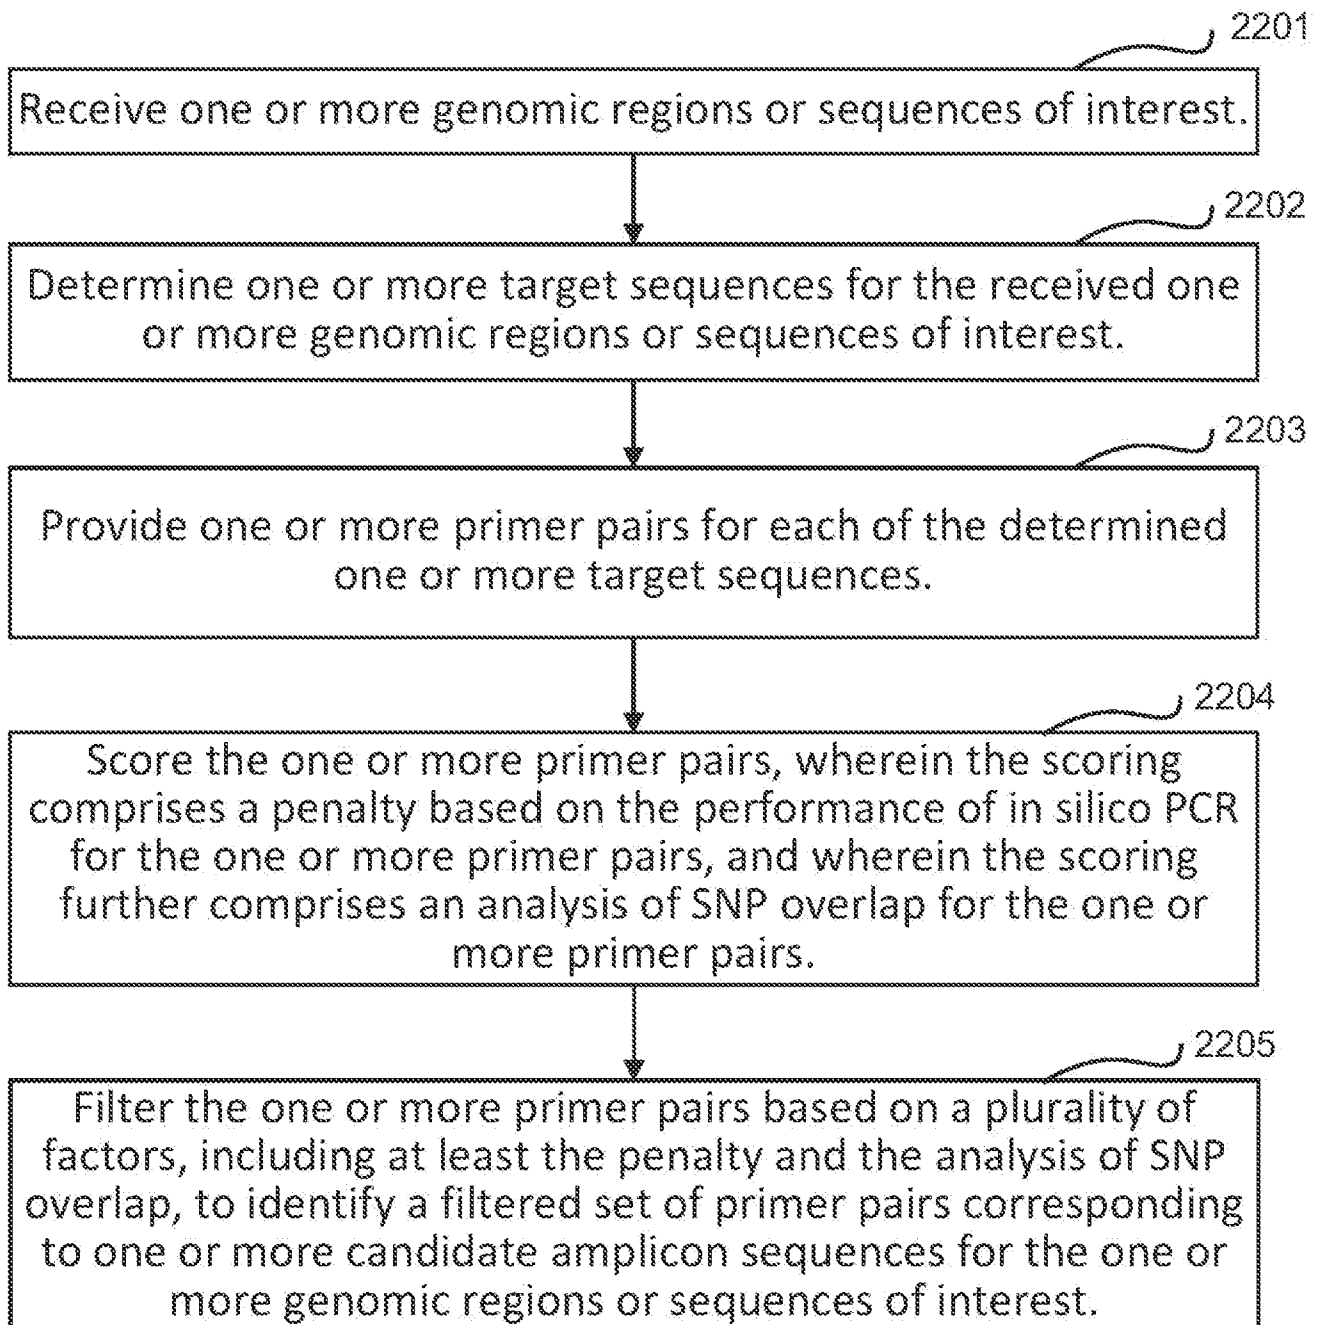 2201
Receive one or more genomic regions or sequences of interest.
2202
Determine one or more target sequences for the received one
or more genomic regions or sequences of interest.
2203
Provide one or more primer pairs for each of the determined
one or more target sequences.
2204
Score the one or more primer pairs, wherein the scoring
comprises a penalty based on the performance of in silico PCR
for the one or more primer pairs, and wherein the scoring
further comprises an analysis of SNP overlap for the one or
more primer pairs.
2205
Filter the one or more primer pairs based on a plurality of
factors, including at least the penalty and the analysis of SNP
overlap, to identify a filtered set of primer pairs corresponding
to one or more candidate amplicon sequences for the one or
more genomic regions or sequences of interest.